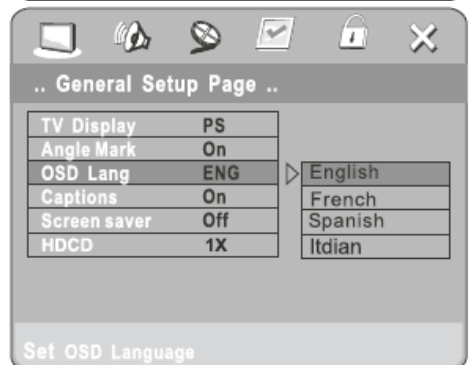 .. General Setup Page ..
TV Display PS
Angle Mark On
OSD Lang ENG
English
Captions On
French
Screen saver Off
Spanish
HDCD 1X
Itdian
Set OSD Language